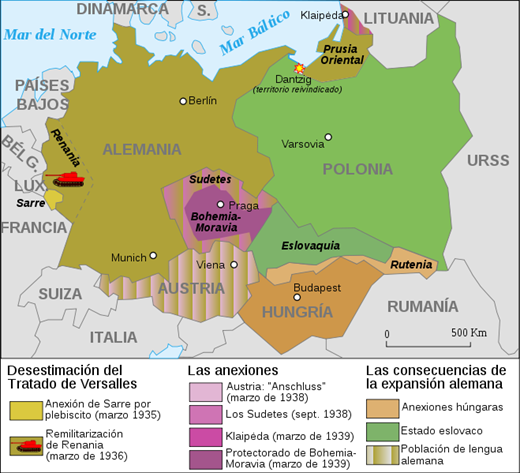 DINAMARCA
S.
Mar del Norte
Mar Báltico
Klaipéda
LITUANIA
Prusia
Oriental
Dantzig
(territorio reivindicado)
PAÍSES
BAJOS
Berlín
Renanía
BÉLG.
ALEMANIA
Varsovia
POLONIA
URSS
LUX.
Sarre
Sudetes
Praga
Bohemia-
Moravia
FRANCIA
Eslovaquia
Rutenia
Munich
Viena
AUSTRIA
Budapest
HUNGRÍA
SUIZA
RUMANÍA
ITALIA
0 500 Km
Desestimación del
Tratado de Versalles
Anexión de Sarre por
plebiscito (marzo 1935)
Remilitarización
de Renania
(marzo de 1936)
Las anexiones
Austria: "Anschluss"
(marzo de 1938)
Los Sudetes (sept. 1938)
Klaipéda (marzo de 1939)
Protectorado de Bohemia-
Moravia (marzo de 1939)
Las consecuencias de
la expansión alemana
Anexiones húngaras
Estado eslovaco
Población de lengua
alemana